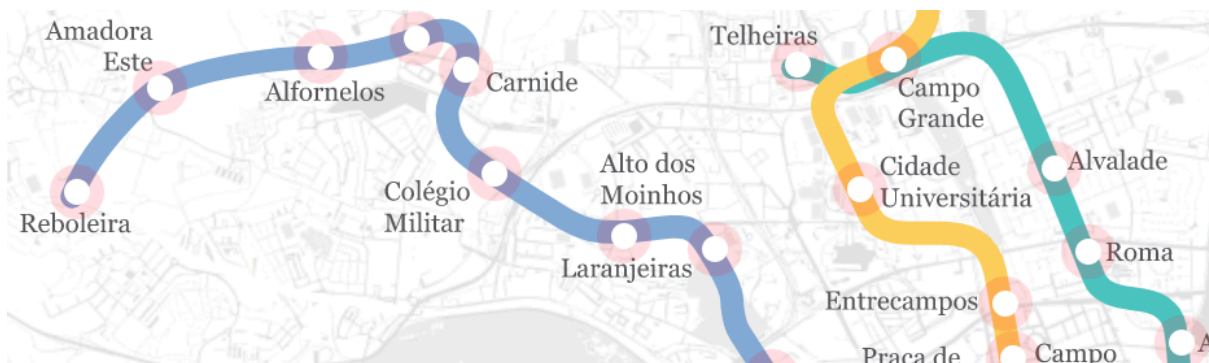 Amadora
Este
Alfornelos
Carnide
Reboleira
Colégio
Militar
Alto dos
Moinhos
Laranjeiras
Telheiras
Campo
Grande
Cidade
Universitária
Alvalade
Roma
Entrecampos
Praça de
Campo
A